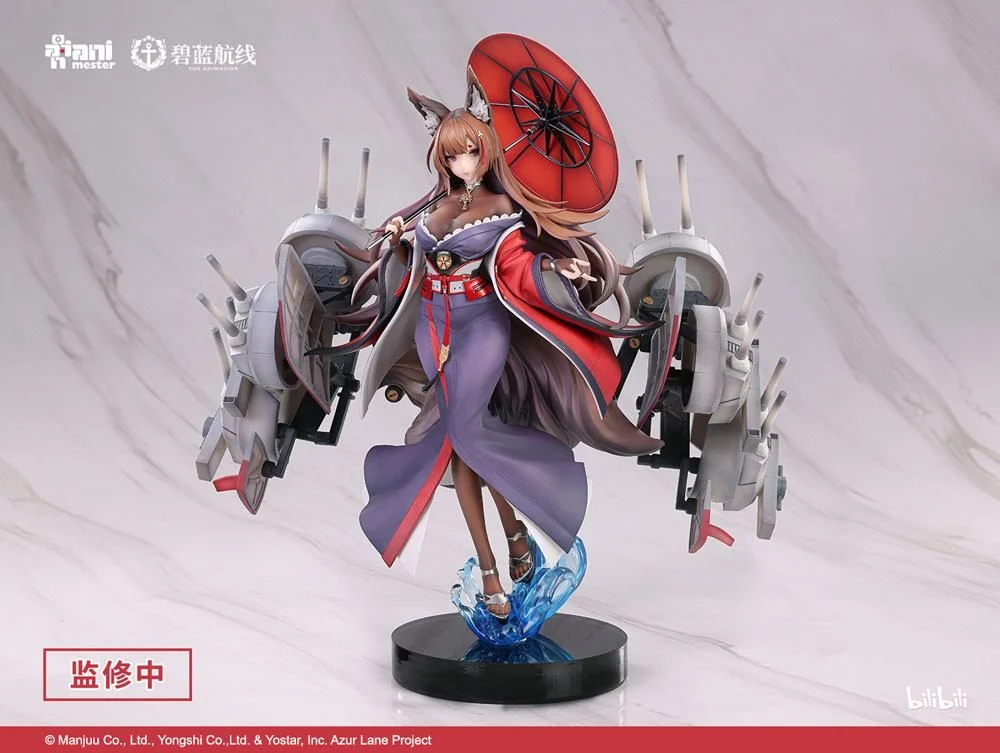 ani
mester
碧蓝航线
THE ANIMATION
监修中
bilibili
© Manjuu Co., Ltd., Yongshi Co.,Ltd. & Yostar, Inc. Azur Lane Project